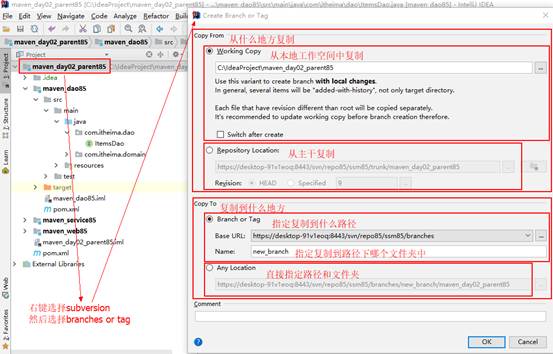 maven_day02_parent85 [C:\IdeaProject\maven_day02_parent85] - ...\src\main\java\com\itheima\dao\ItemsDao.java [maven_dao85] - IntelliJ IDEA
File Edit View Navigate Code Analyze Refactor Build
maven_day02_parent85 maven_dao85 src
Project
maven_day02_parent85 C:\IdeaProject\maven_day
.idea
maven_dao85
src
main
java
com.itheima.dao
ItemsDao
com.itheima.domain
resources
test
target
maven_dao85.iml
pom.xml
maven_service85
maven_web85
maven_day02_parent85.iml
pom.xml
External Libraries
1: Project
Learn
Web
2: Favorites
右键选择subversion
然后选择branches or tag
Create Branch or Tag
Copy From
从什么地方复制
Working Copy
从本地工作空间中复制
C:\IdeaProject\maven_day02_parent85
Use this variant to create branch with local changes.
In general, several items will be "added-with-history", not only target directory.
Each file that have revision different than root will be copied separately.
It's recommended to update working copy before branch creation therefore.
Switch after create
Repository Location:
从主干复制
https://desktop-91v1eoq:8443/svn/repo85/ssm85/trunk/maven_day02_parent85
Revision: HEAD Specified 9
Copy To
复制到什么地方
Branch or Tag
指定复制到什么路径
Base URL: https://desktop-91v1eoq:8443/svn/repo85/ssm85/branches
Name: new_branch 指定复制到路径下哪个文件夹中
Any Location
直接指定路径和文件夹
https://desktop-91v1eoq:8443/svn/repo85/ssm85/branches/new_branch/maven_day02_parent85
Comment
OK Cancel